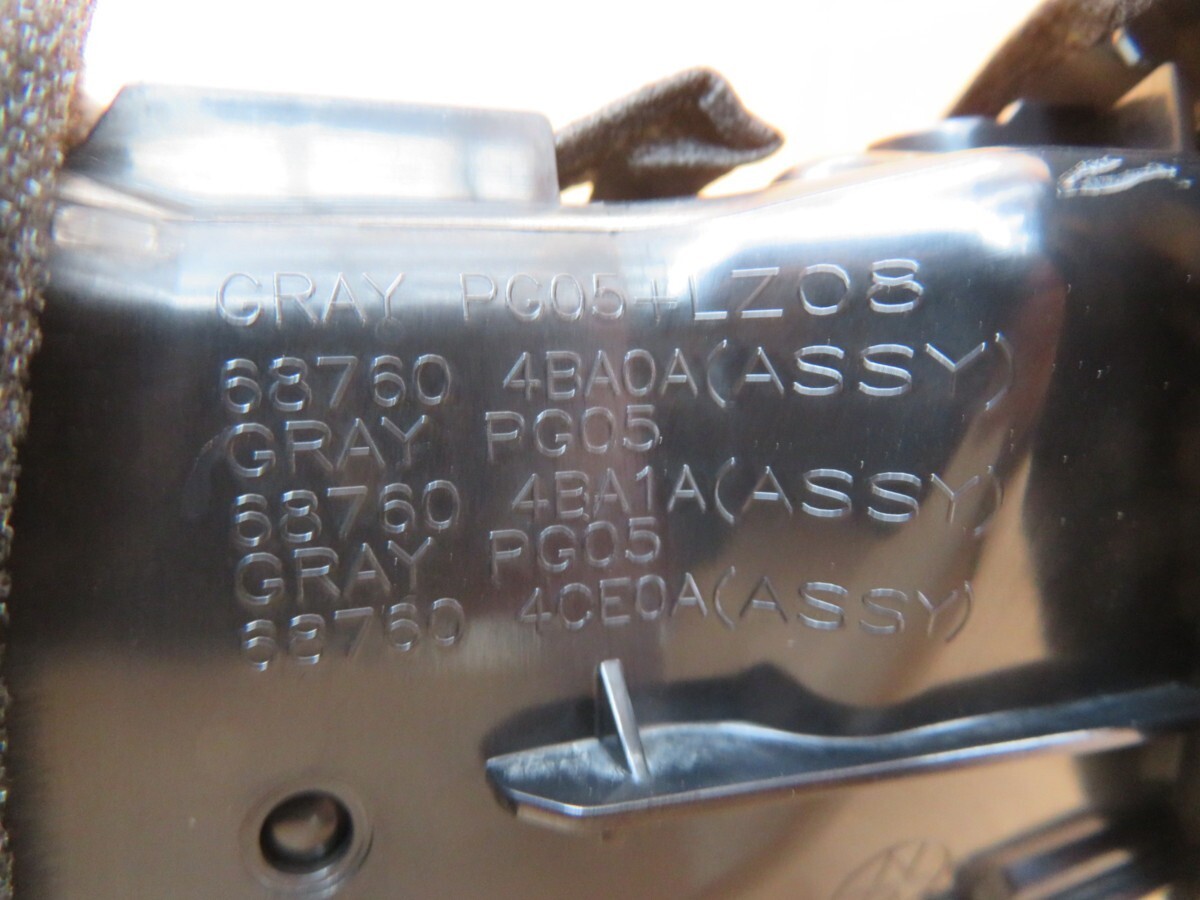 GRAY PG05+LZ08
68760 4BA0A(ASSY)
GRAY PG05
68760 4BA1A(ASSY)
GRAY PG05
68760 4CE0A(ASSY)